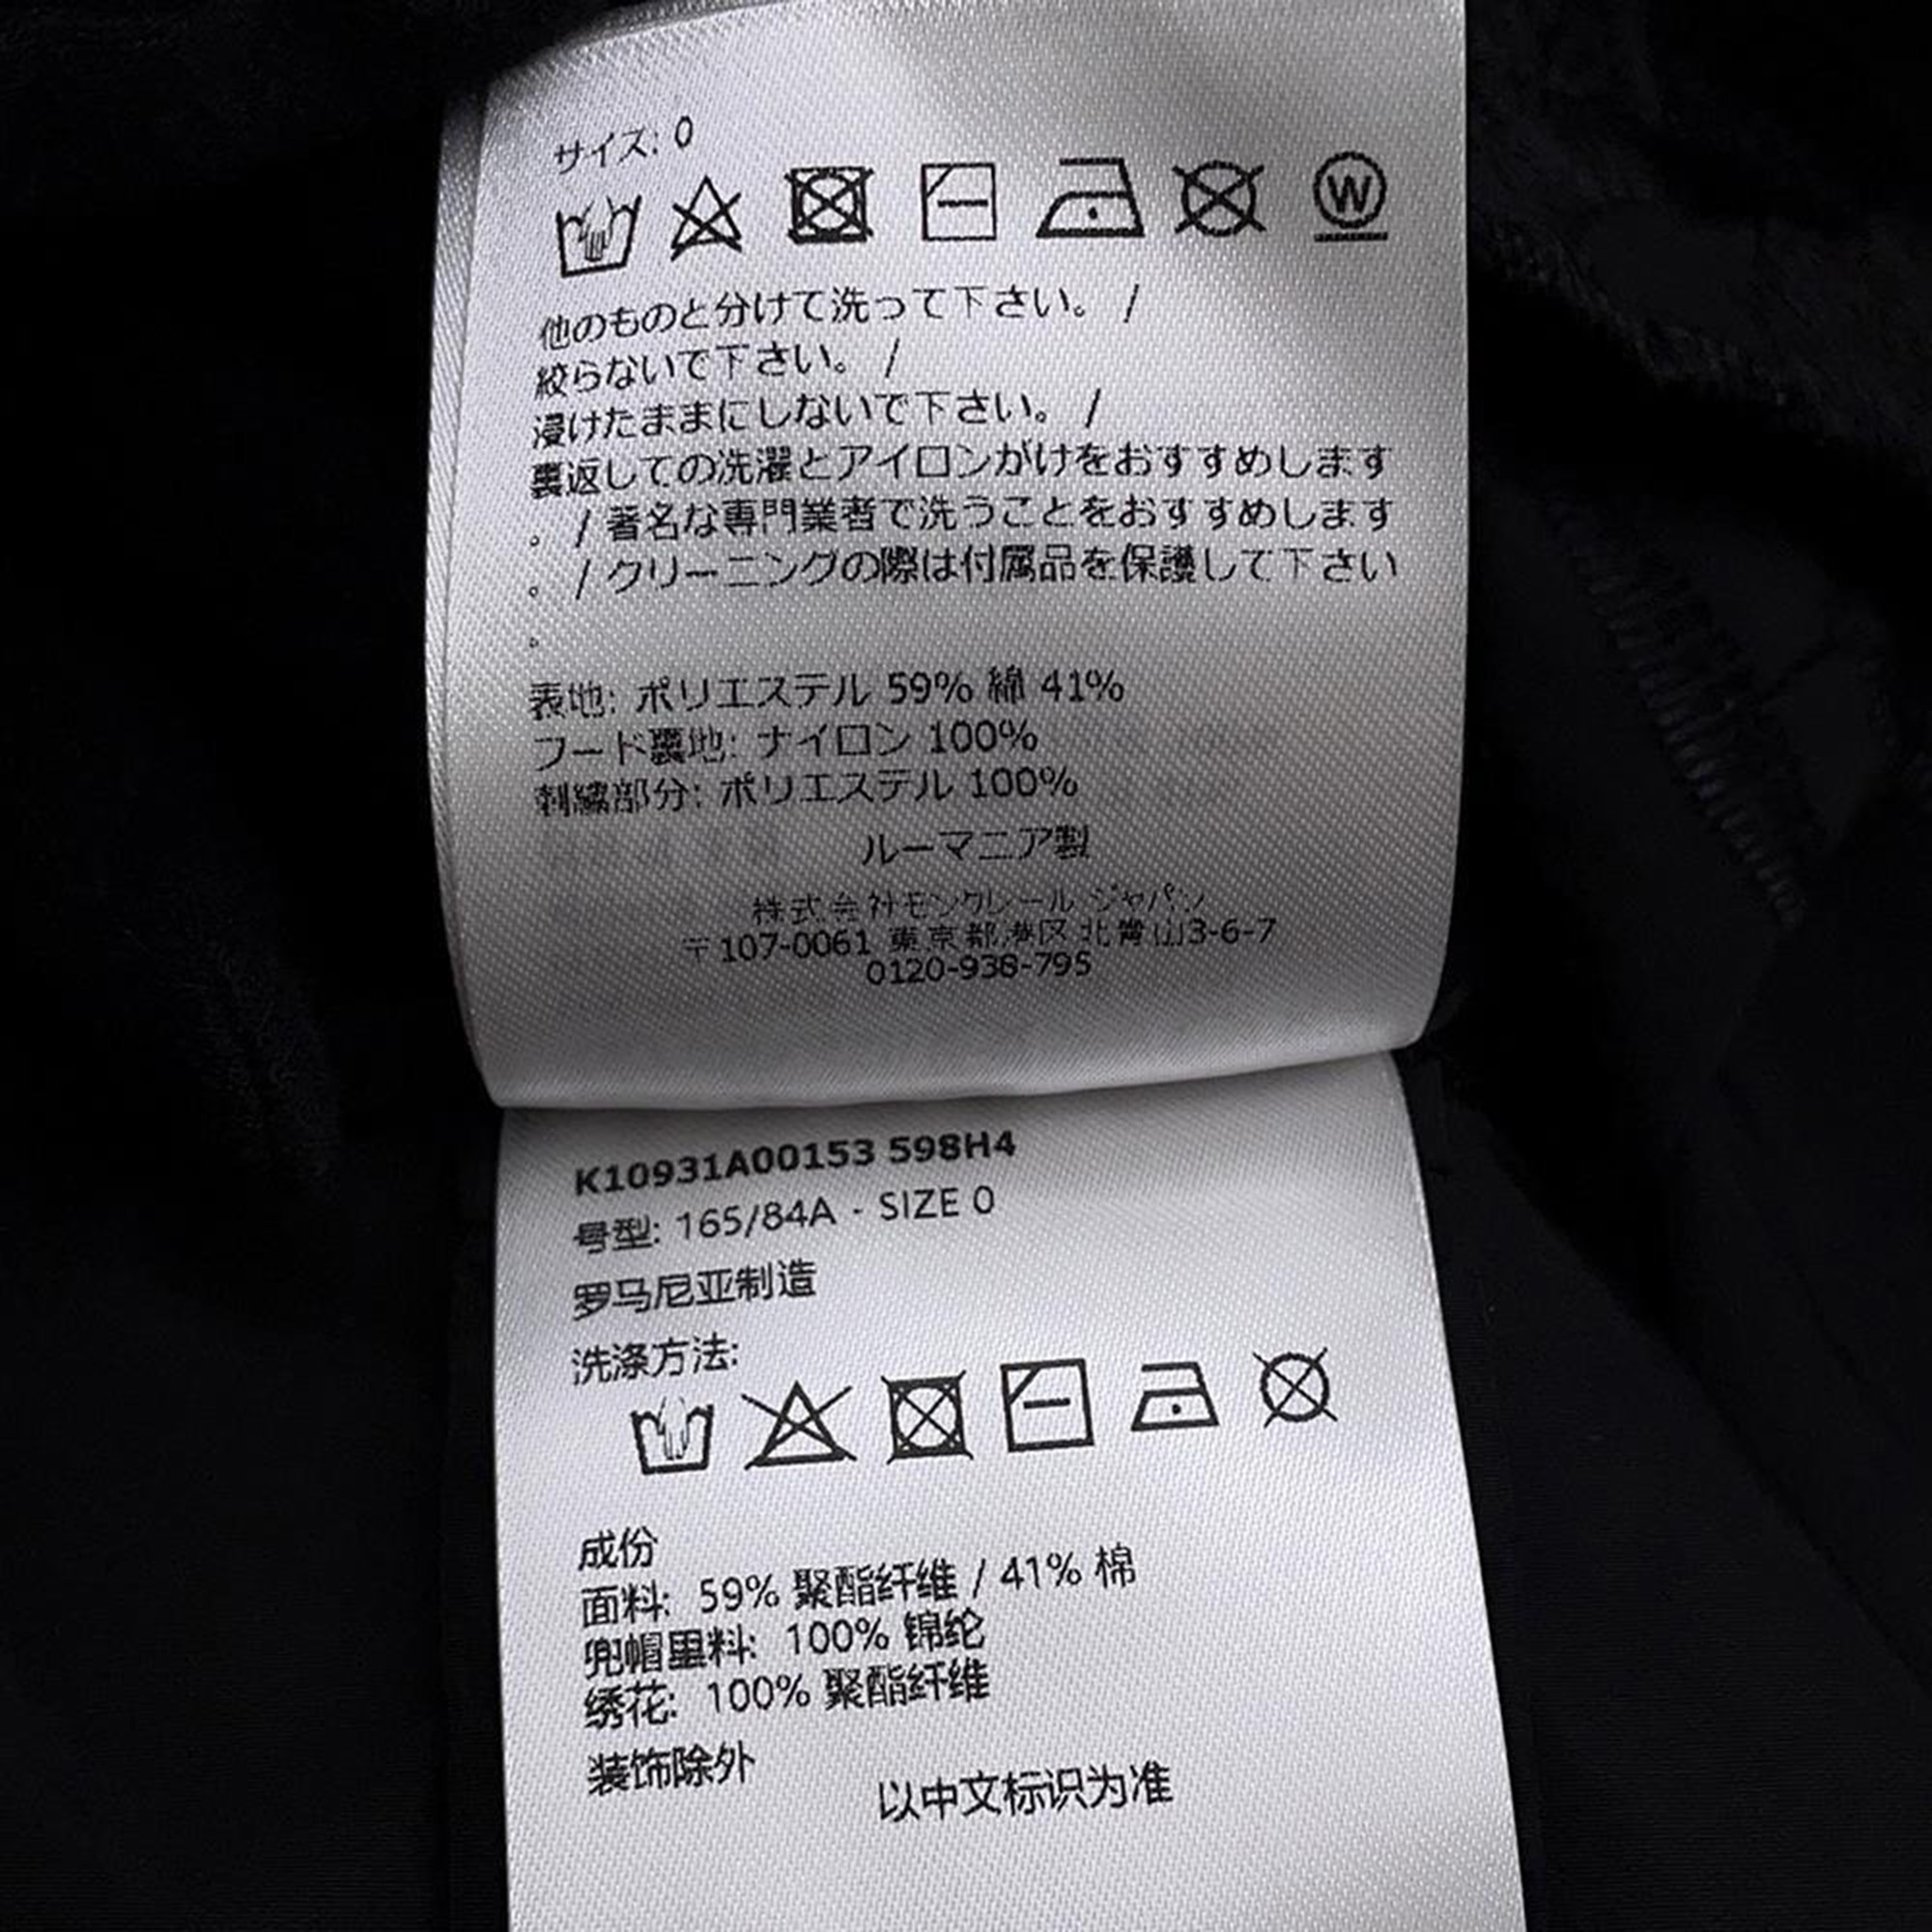 サイズ: 0
W
他のものと分けて洗って下さい。 /
絞らないで下さい。 /
浸けたままにしないで下さい。 /
裏返しての洗濯とアイロンがけをおすすめします
。 / 著名な専門業者で洗うことをおすすめします
。 / クリーニングの際は付属品を保護して下さい
。
表地: ポリエステル 59% 綿 41%
フード裏地: ナイロン 100%
刺繍部分: ポリエステル 100%
ルーマニア製
株式会社モンクレール ジャパン
〒107-0061 東京都港区北青山3-6-7
0120-938-795
K10931A00153 598H4
号型: 165/84A - SIZE 0
罗马尼亚制造
洗涤方法:
成份
面料: 59% 聚酯纤维 / 41% 棉
兜帽里料: 100% 锦纶
绣花: 100% 聚酯纤维
装饰除外
以中文标识为准